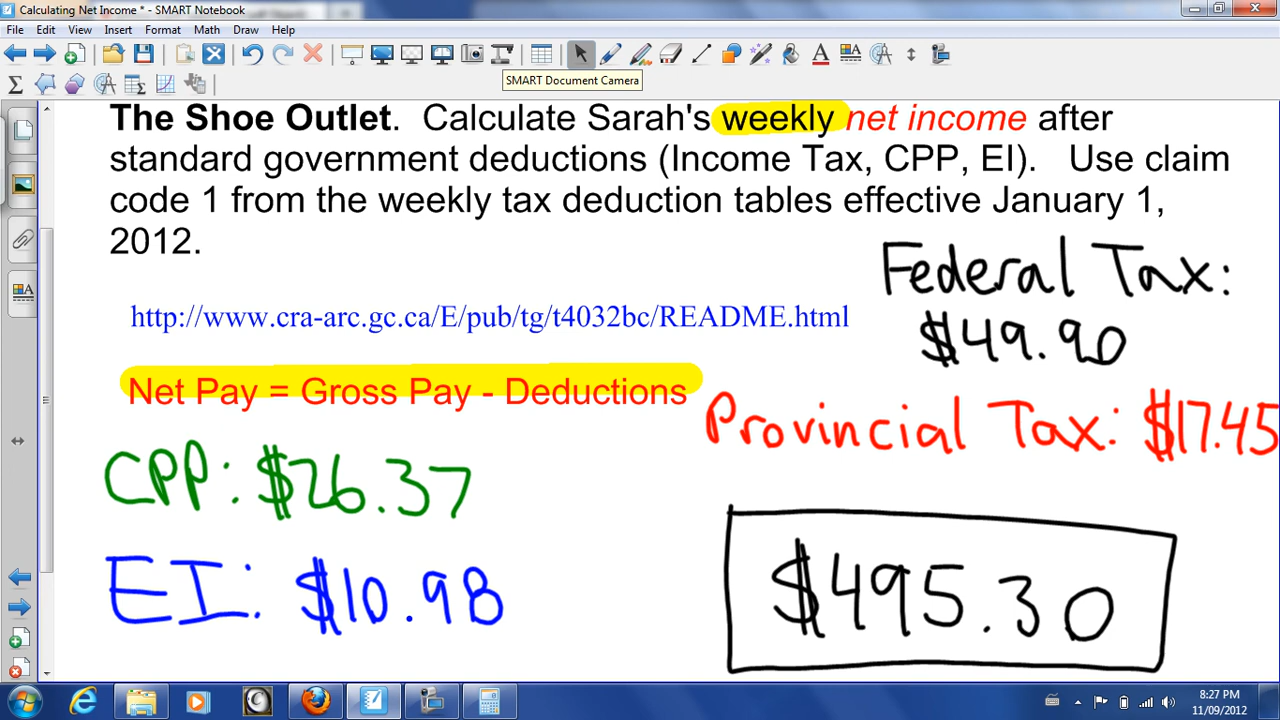 Calculating Net Income * - SMART Notebook
File Edit View Insert Format Math Draw Help
SMART Document Camera
The Shoe Outlet. Calculate Sarah's weekly net income after
standard government deductions (Income Tax, CPP, EI). Use claim
code 1 from the weekly tax deduction tables effective January 1,
2012.
Federal Tax:
$49.90
http://www.cra-arc.gc.ca/E/pub/tg/t4032bc/README.html
Net Pay = Gross Pay - Deductions
Provincial Tax: $17.45
CPP: $26.37
EI: $10.98
$495.30
8:27 PM
11/09/2012